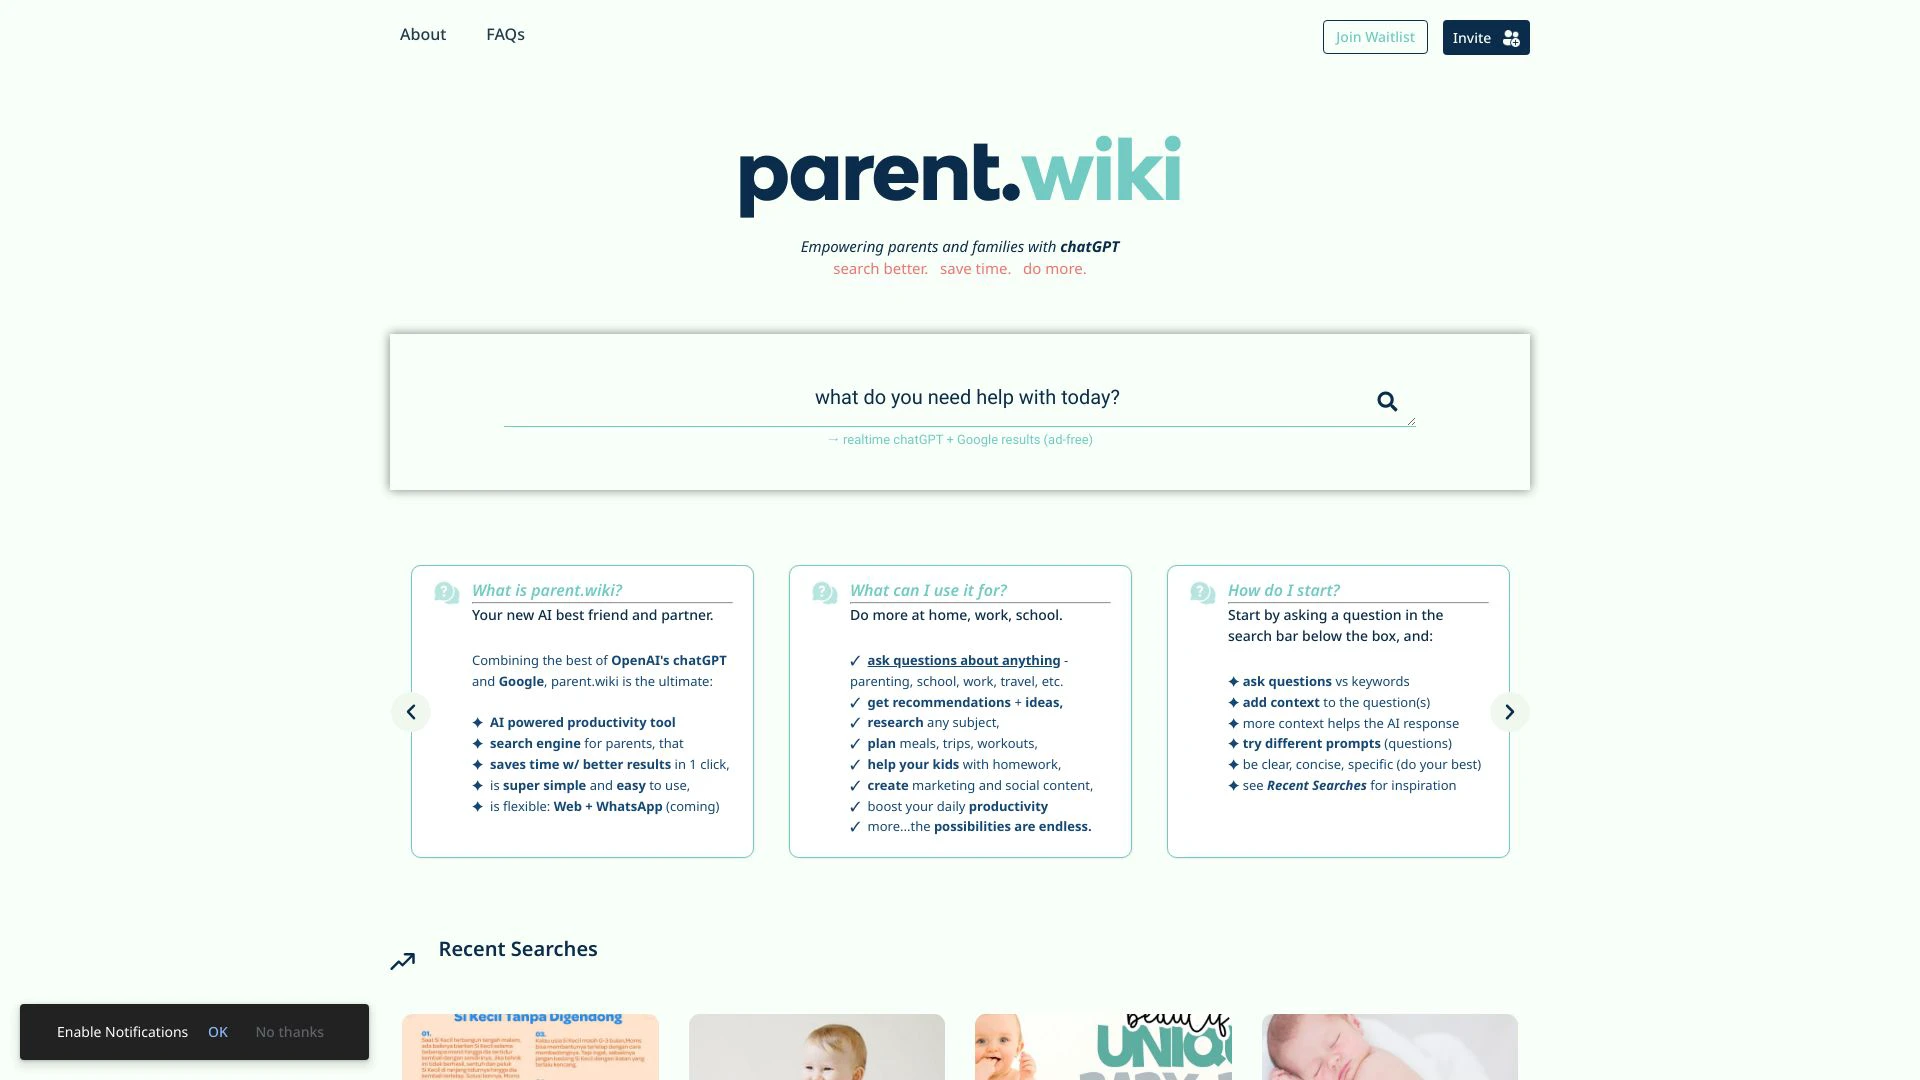 About
FAQs
Join Waitlist
Invite
parent.wiki
Empowering parents and families with chatGPT
search better. save time. do more.
what do you need help with today?
→ realtime chatGPT + Google results (ad-free)
What is parent.wiki?
Your new AI best friend and partner.
Combining the best of OpenAI's chatGPT
and Google, parent.wiki is the ultimate:
✦ AI powered productivity tool
✦ search engine for parents, that
✦ saves time w/ better results in 1 click,
✦ is super simple and easy to use,
✦ is flexible: Web + WhatsApp (coming)
What can I use it for?
Do more at home, work, school.
✓ ask questions about anything -
parenting, school, work, travel, etc.
✓ get recommendations + ideas,
✓ research any subject,
✓ plan meals, trips, workouts,
✓ help your kids with homework,
✓ create marketing and social content,
✓ boost your daily productivity
✓ more...the possibilities are endless.
How do I start?
Start by asking a question in the
search bar below the box, and:
✦ ask questions vs keywords
✦ add context to the question(s)
✦ more context helps the AI response
✦ try different prompts (questions)
✦ be clear, concise, specific (do your best)
✦ see Recent Searches for inspiration
Recent Searches
Si Kecil Tanpa Digendong
01.
03.
Enable Notifications
OK
No thanks